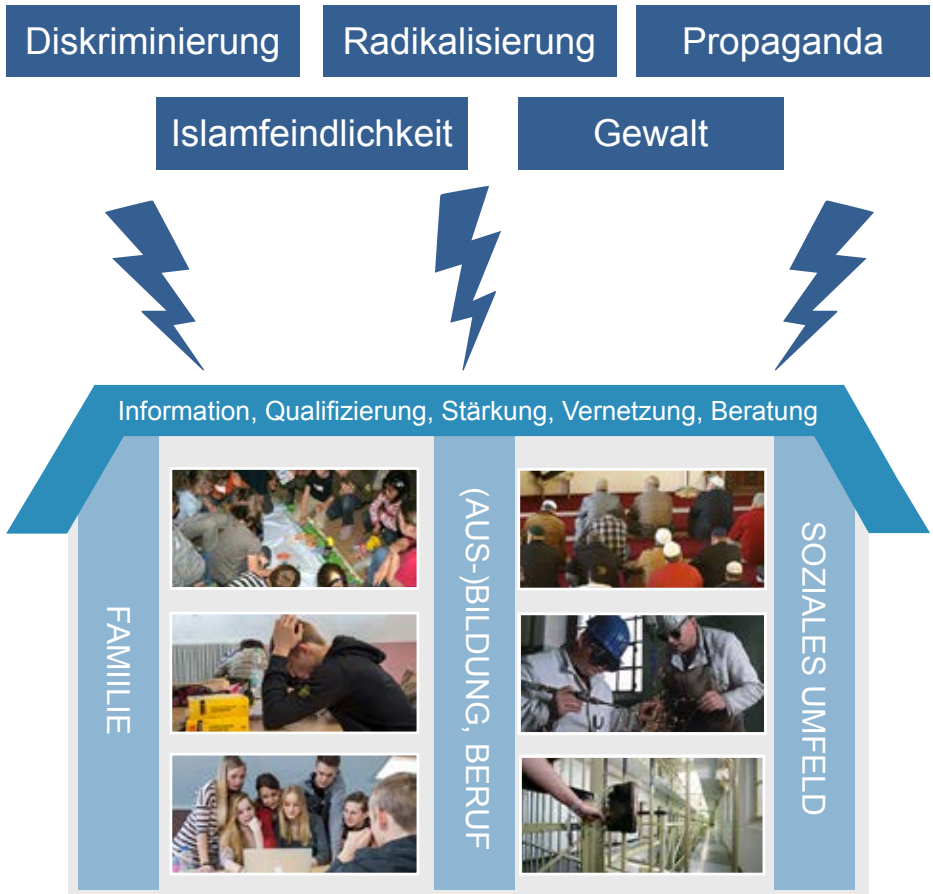 Diskriminierung
Radikalisierung
Propaganda
Islamfeindlichkeit
Gewalt
Information, Qualifizierung, Stärkung, Vernetzung, Beratung
FAMIILIE
(AUS-)BILDUNG, BERUF
SOZIALES UMFELD